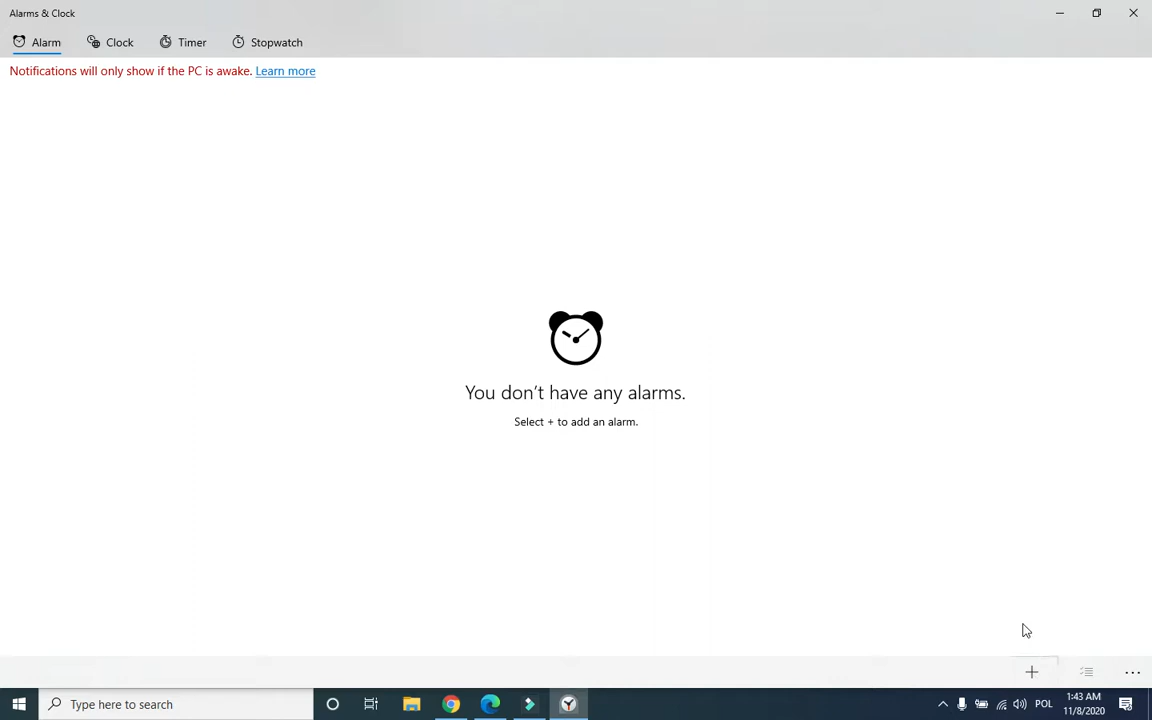 Alarms & Clock
Alarm Clock Timer Stopwatch
Notifications will only show if the PC is awake. Learn more
You don't have any alarms.
Select + to add an alarm.
Type here to search
POL
1:43 AM
11/8/2020